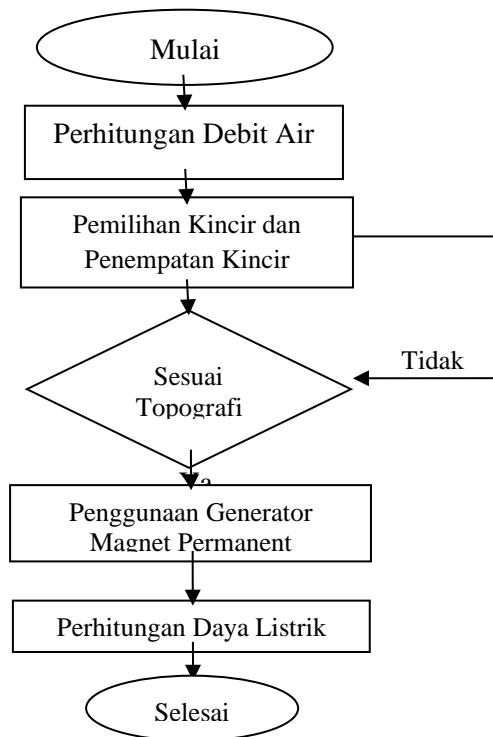 Mulai
Perhitungan Debit Air
Pemilihan Kincir dan
Penempatan Kincir
Tidak
Sesuai
Topografi
Penggunaan Generator
Magnet Permanent
Perhitungan Daya Listrik
Selesai